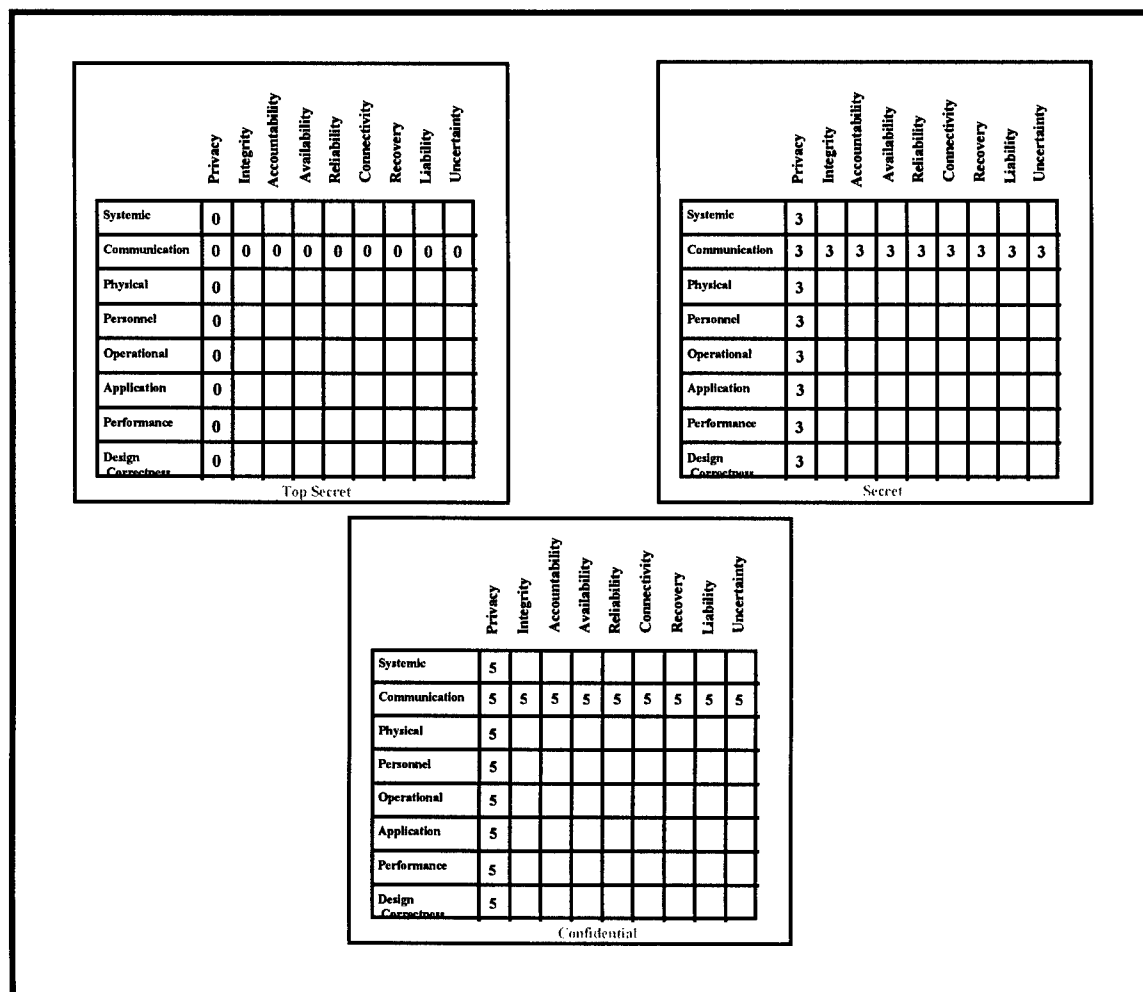 Privacy Integrity Accountability Availability Reliability Connectivity Recovery Liability Uncertainty
Systemic 0
Communication 0 0 0 0 0 0 0 0 0
Physical 0
Personnel 0
Operational 0
Application 0
Performance 0
Design 0
Correctness
Top Secret
Privacy Integrity Accountability Availability Reliability Connectivity Recovery Liability Uncertainty
Systemic 3
Communication 3 3 3 3 3 3 3 3 3
Physical 3
Personnel 3
Operational 3
Application 3
Performance 3
Design 3
Correctness
Secret
Privacy Integrity Accountability Availability Reliability Connectivity Recovery Liability Uncertainty
Systemic 5
Communication 5 5 5 5 5 5 5 5 5
Physical 5
Personnel 5
Operational 5
Application 5
Performance 5
Design 5
Correctness
Confidential